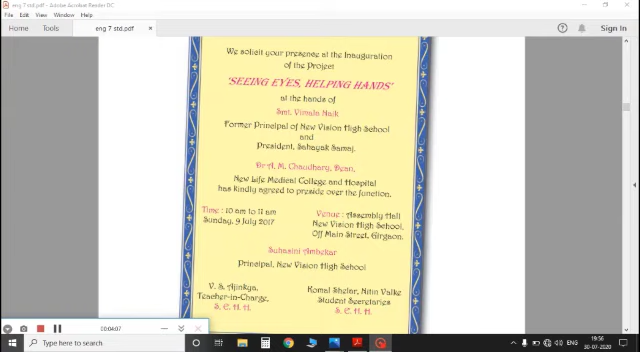 eng 7 std.pdf - Adobe Acrobat Reader DC
File Edit View Window Help
Home Tools eng 7 std.pdf × Sign In
We solicit your presense at the Inauguration
of the Project
'SEEING EYES, HELPING HANDS'
at the hands of
Smt. Vimala Naik
Former Principal of New Vision High School
and
President, Sahayak Samaj.
Dr A. M. Chaudhary, Dean,
New Life Medical College and Hospital
has kindly agreed to preside over the function.
Time : 10 am to 11 am
Sunday, 9 July 2017
Venue : Assembly Hall
New Vision High School,
Off Main Street, Girgaon.
Suhasini Ambekar
Principal, New Vision High School
V. S. Ajinkya,
Teacher-in-Charge,
S. E. H. H.
Komal Shelar, Nitin Valke
Student Secretaries
S. E. H. H.
00:04:07
Type here to search
ENG
19:56
30-07-2020